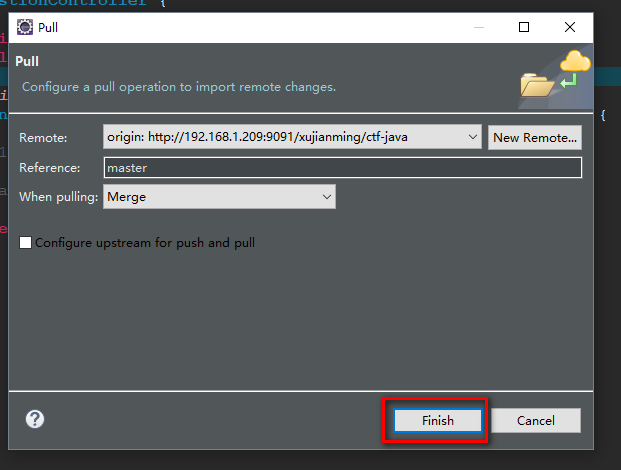 stionController {
Pull
Pull
Configure a pull operation to import remote changes.
{
Remote: origin: http://192.168.1.209:9091/xujianming/ctf-java New Remote...
Reference: master
When pulling: Merge
Configure upstream for push and pull
? Finish Cancel